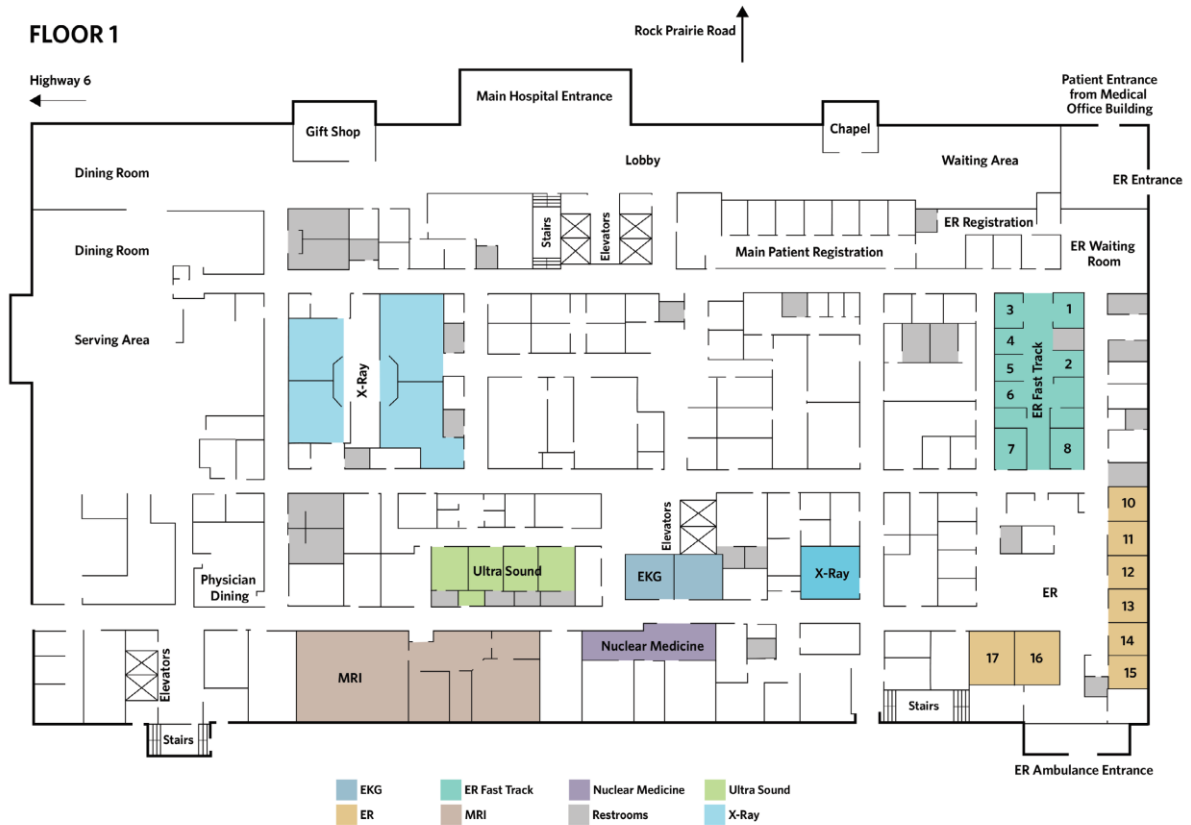 FLOOR 1
Rock Prairie Road
Highway 6
Main Hospital Entrance
Patient Entrance
from Medical
Office Building
Gift Shop
Chapel
Dining Room
Lobby
Waiting Area
ER Entrance
Stairs
Elevators
ER Registration
Dining Room
Main Patient Registration
ER Waiting
Room
Serving Area
X-Ray
3
1
4
5
2
6
ER Fast Track
7
8
Elevators
10
11
12
13
14
15
Physician
Dining
Ultra Sound
EKG
X-Ray
ER
Nuclear Medicine
MRI
17
16
Elevators
Stairs
Stairs
ER Ambulance Entrance
EKG
ER Fast Track
Nuclear Medicine
Ultra Sound
ER
MRI
Restrooms
X-Ray